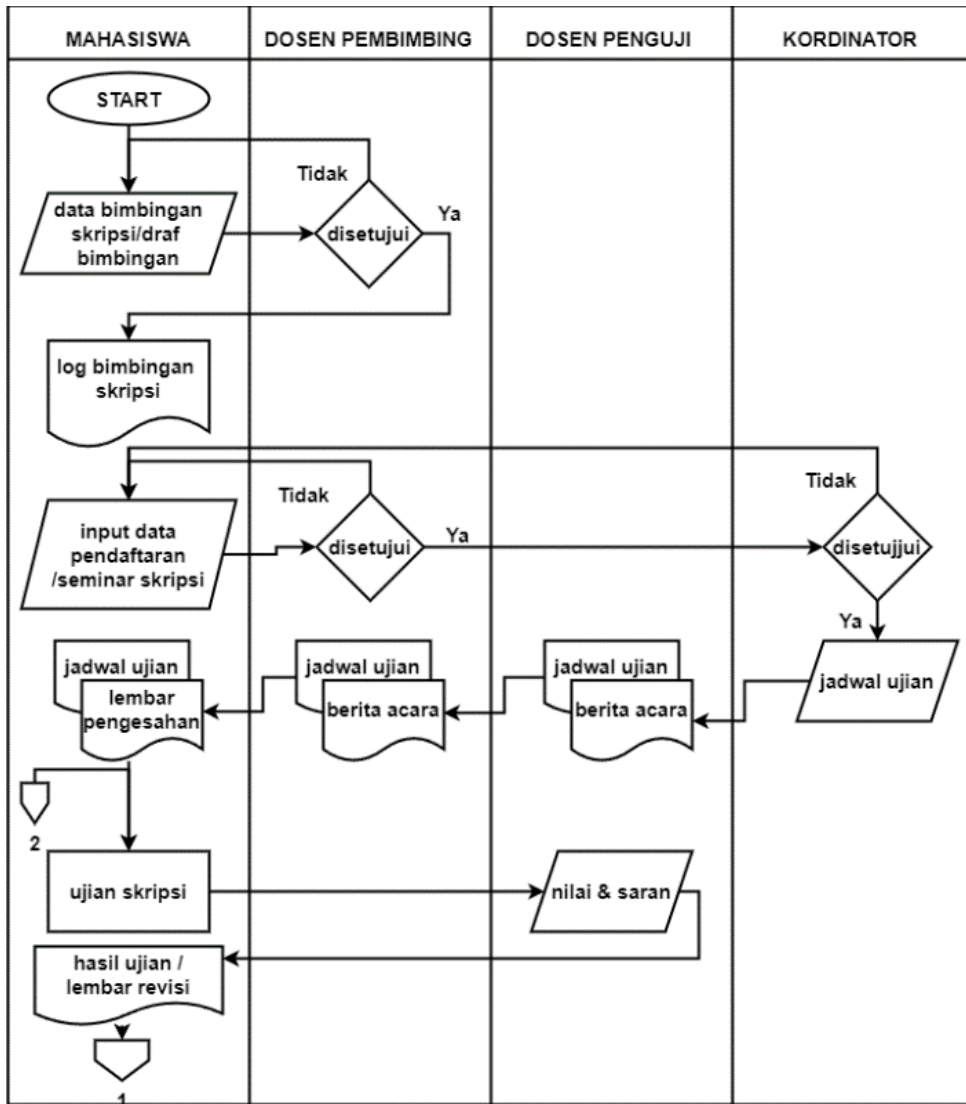 MAHASISWA
DOSEN PEMBIMBING
DOSEN PENGUJI
KORDINATOR
START
Tidak
data bimbingan
skripsi/draf
bimbingan
disetujui
Ya
log bimbingan
skripsi
Tidak
Tidak
input data
pendaftaran
/seminar skripsi
disetujui
Ya
disetujjui
Ya
jadwal ujian
lembar
pengesahan
jadwal ujian
berita acara
jadwal ujian
berita acara
jadwal ujian
2
ujian skripsi
nilai & saran
hasil ujian /
lembar revisi
1